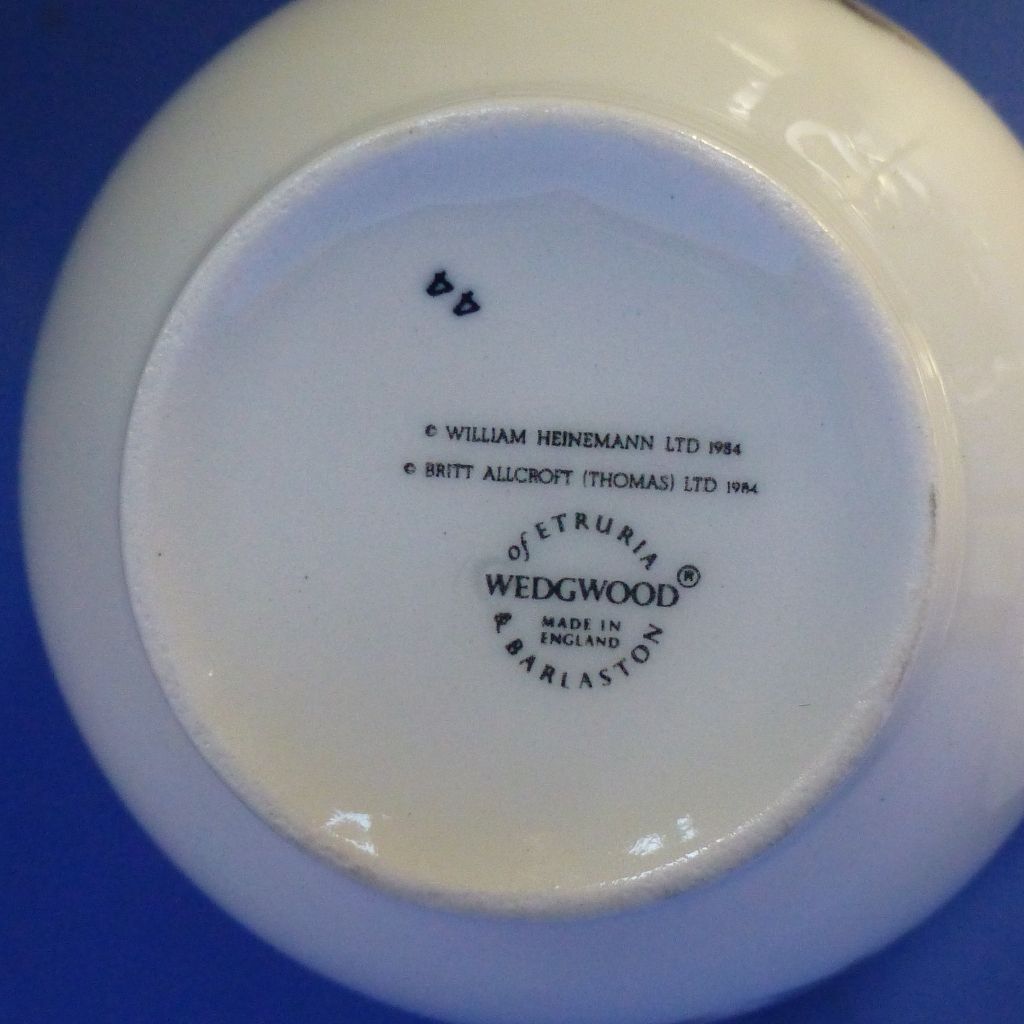 44
© WILLIAM HEINEMANN LTD 1984
© BRITT ALLCROFT (THOMAS) LTD 1984
of ETRURIA
WEDGWOOD®
MADE IN
ENGLAND
& BARLASTON